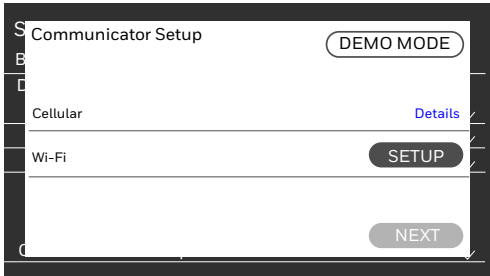 Communicator Setup
DEMO MODE
Cellular
Details
Wi-Fi
SETUP
NEXT